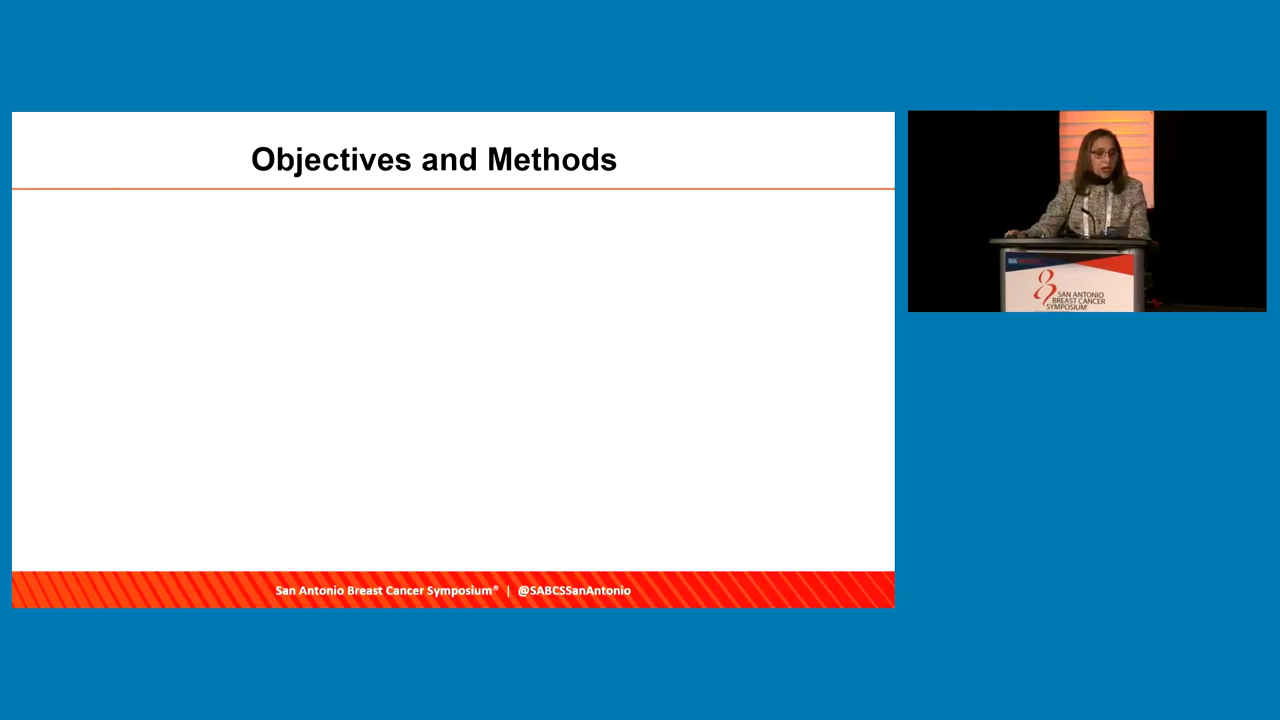 Objectives and Methods
San Antonio Breast Cancer Symposium® | @SABCSSanAntonio
SAN ANTONIO
BREAST CANCER
SYMPOSIUM®